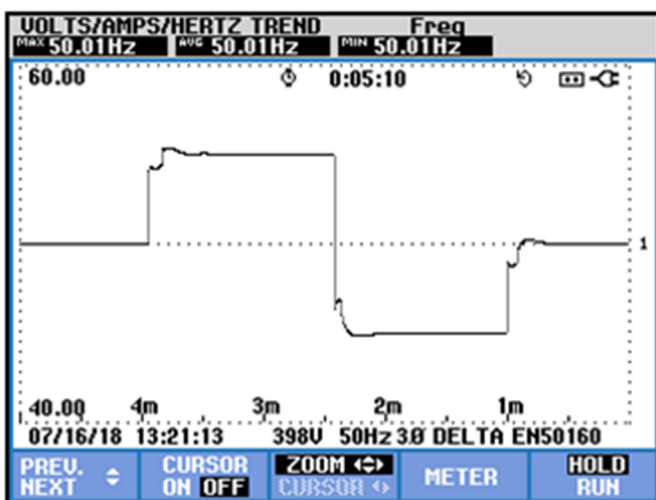 VOLTS/AMPS/HERTZ TREND Freq
MAX 50.01Hz AVG 50.01Hz MIN 50.01Hz
60.00 0:05:10
1
40.00 4m 3m 2m 1m
07/16/18 13:21:13 398V 50Hz 3Ø DELTA EN50160
PREV. NEXT
CURSOR ON OFF
ZOOM
CURSOR
METER
HOLD RUN